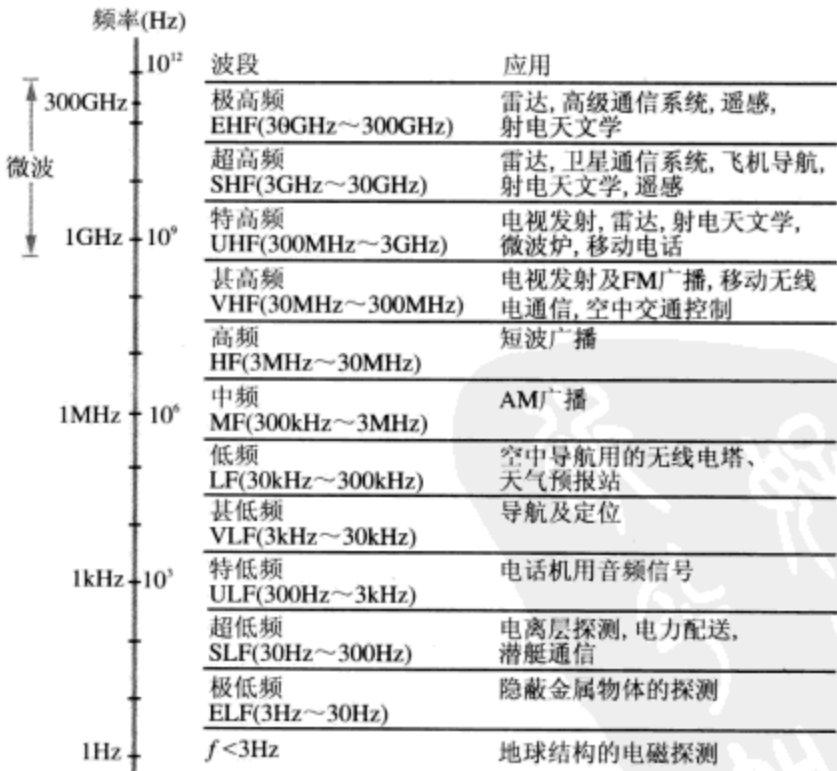 频率(Hz)
10¹²
波段 应用
300GHz
极高频 雷达, 高级通信系统, 遥感,
EHF(30GHz～300GHz) 射电天文学
微波
超高频 雷达, 卫星通信系统, 飞机导航,
SHF(3GHz～30GHz) 射电天文学, 遥感
1GHz 10⁹
特高频 电视发射, 雷达, 射电天文学,
UHF(300MHz～3GHz) 微波炉, 移动电话
甚高频 电视发射及FM广播, 移动无线
VHF(30MHz～300MHz) 电通信, 空中交通控制
高频 短波广播
HF(3MHz～30MHz)
1MHz 10⁶
中频 AM广播
MF(300kHz～3MHz)
低频 空中导航用的无线电塔、
LF(30kHz～300kHz) 天气预报站
甚低频 导航及定位
VLF(3kHz～30kHz)
1kHz 10³
特低频 电话机用音频信号
ULF(300Hz～3kHz)
超低频 电离层探测, 电力配送,
SLF(30Hz～300Hz) 潜艇通信
极低频 隐蔽金属物体的探测
ELF(3Hz～30Hz)
1Hz f<3Hz 地球结构的电磁探测